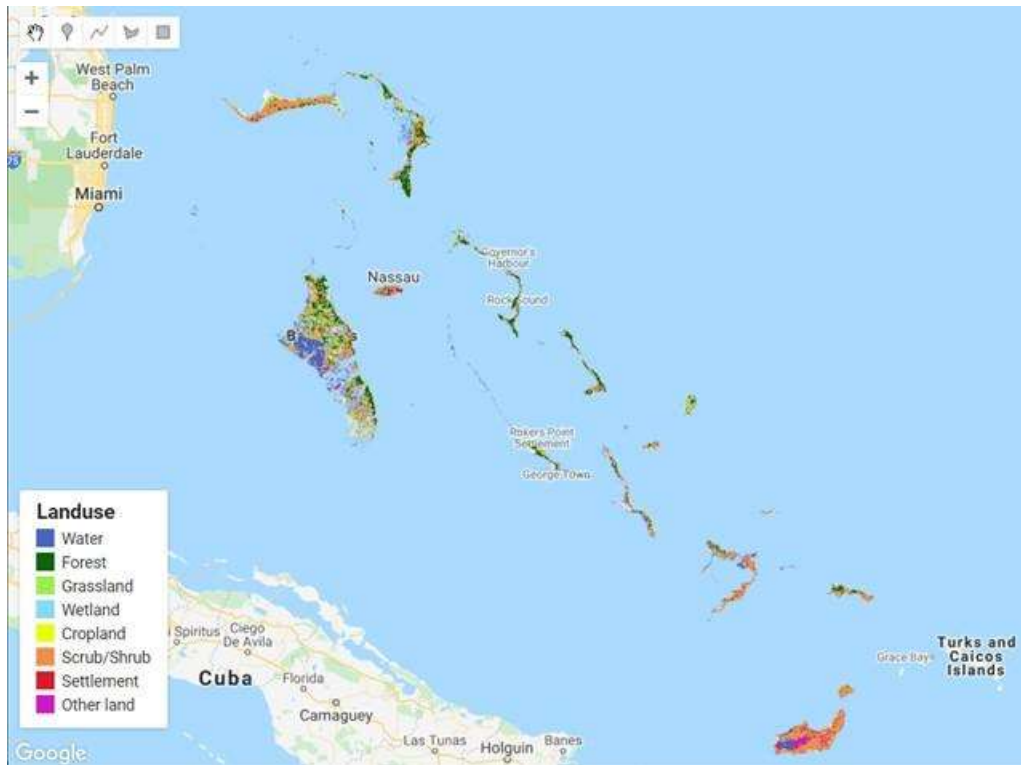 West Palm
Beach
Fort
Lauderdale
Miami
Governor's
Harbour
Nassau
Rock Sound
B
s
Rokers Point
Settlement
George Town
Landuse
Water
Forest
Grassland
Wetland
Cropland
Scrub/Shrub
Settlement
Other land
i Spiritus
Ciego
De Avila
Cuba
Florida
Camaguey
Las Tunas
Holguin
Banes
Grace Bay
Turks and
Caicos
Islands
Google